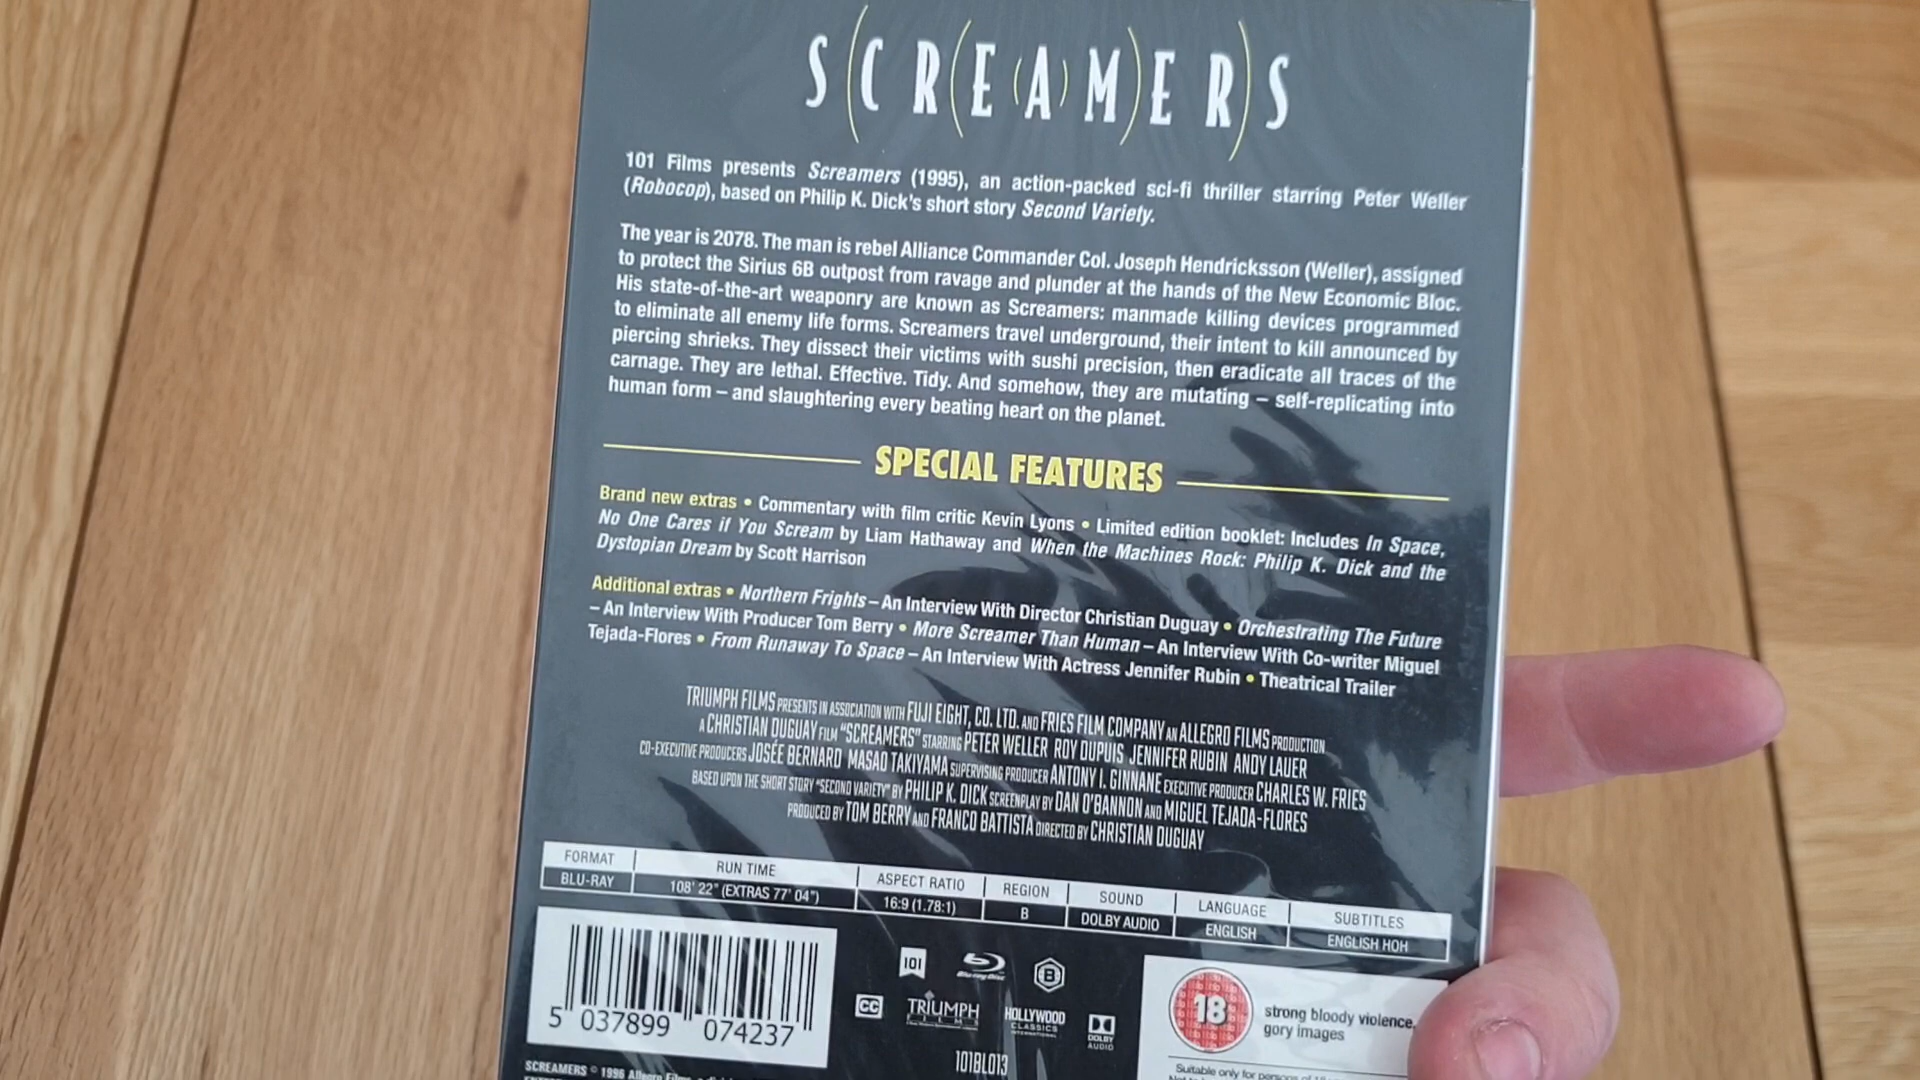 S(CR(E(A)M)ER)S
101 Films presents Screamers (1995), an action-packed sci-fi thriller starring Peter Weller
(Robocop), based on Philip K. Dick's short story Second Variety.
The year is 2078. The man is rebel Alliance Commander Col. Joseph Hendricksson (Weller), assigned
to protect the Sirius 6B outpost from ravage and plunder at the hands of the New Economic Bloc.
His state-of-the-art weaponry are known as Screamers: manmade killing devices programmed
to eliminate all enemy life forms. Screamers travel underground, their intent to kill announced by
piercing shrieks. They dissect their victims with sushi precision, then eradicate all traces of the
carnage. They are lethal. Effective. Tidy. And somehow, they are mutating – self-replicating into
human form – and slaughtering every beating heart on the planet.
SPECIAL FEATURES
Brand new extras • Commentary with film critic Kevin Lyons • Limited edition booklet: Includes In Space,
No One Cares if You Scream by Liam Hathaway and When the Machines Rock: Philip K. Dick and the
Dystopian Dream by Scott Harrison
Additional extras • Northern Frights – An Interview With Director Christian Duguay • Orchestrating The Future
– An Interview With Producer Tom Berry • More Screamer Than Human – An Interview With Co-writer Miguel
Tejada-Flores • From Runaway To Space – An Interview With Actress Jennifer Rubin • Theatrical Trailer
TRIUMPH FILMS PRESENTS IN ASSOCIATION WITH FUJI EIGHT, CO. LTD. AND FRIES FILM COMPANY AN ALLEGRO FILMS PRODUCTION
A CHRISTIAN DUGUAY FILM "SCREAMERS" STARRING PETER WELLER ROY DUPUIS JENNIFER RUBIN ANDY LAUER
CO-EXECUTIVE PRODUCERS JOSÉE BERNARD MASAO TAKIYAMA SUPERVISING PRODUCER ANTONY I. GINNANE EXECUTIVE PRODUCER CHARLES W. FRIES
BASED UPON THE SHORT STORY "SECOND VARIETY" BY PHILIP K. DICK SCREENPLAY BY DAN O'BANNON AND MIGUEL TEJADA-FLORES
PRODUCED BY TOM BERRY AND FRANCO BATTISTA DIRECTED BY CHRISTIAN DUGUAY
FORMAT RUN TIME ASPECT RATIO REGION SOUND LANGUAGE SUBTITLES
BLU-RAY 108' 22" (EXTRAS 77' 04") 16:9 (1.78:1) B DOLBY AUDIO ENGLISH ENGLISH HOH
101 Blu-ray Disc B
CC TRIUMPH FILMS HOLLYWOOD CLASSICS INTERNATIONAL DOLBY AUDIO
5 037899 074237
101BL013
18 strong bloody violence,
gory images
Suitable only for persons of
SCREAMERS © 1996 Allegro Films,